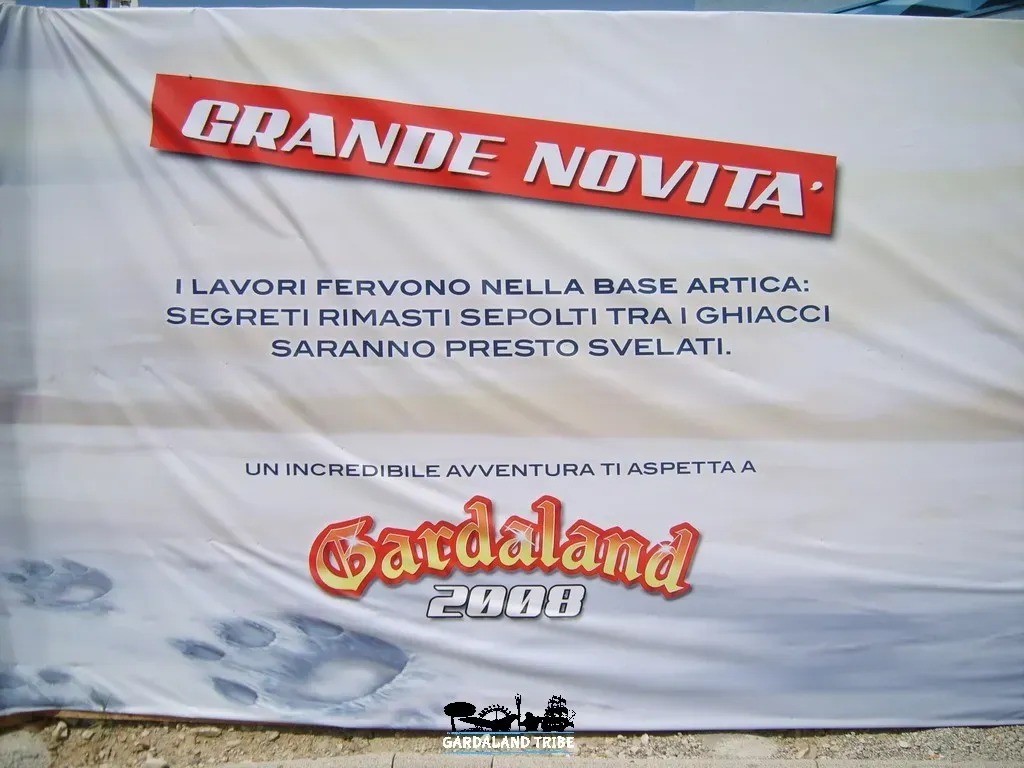 GRANDE NOVITA'
I LAVORI FERVONO NELLA BASE ARTICA:
SEGRETI RIMASTI SEPOLTI TRA I GHIACCI
SARANNO PRESTO SVELATI.
UN INCREDIBILE AVVENTURA TI ASPETTA A
Gardaland
2008
GARDALAND TRIBE